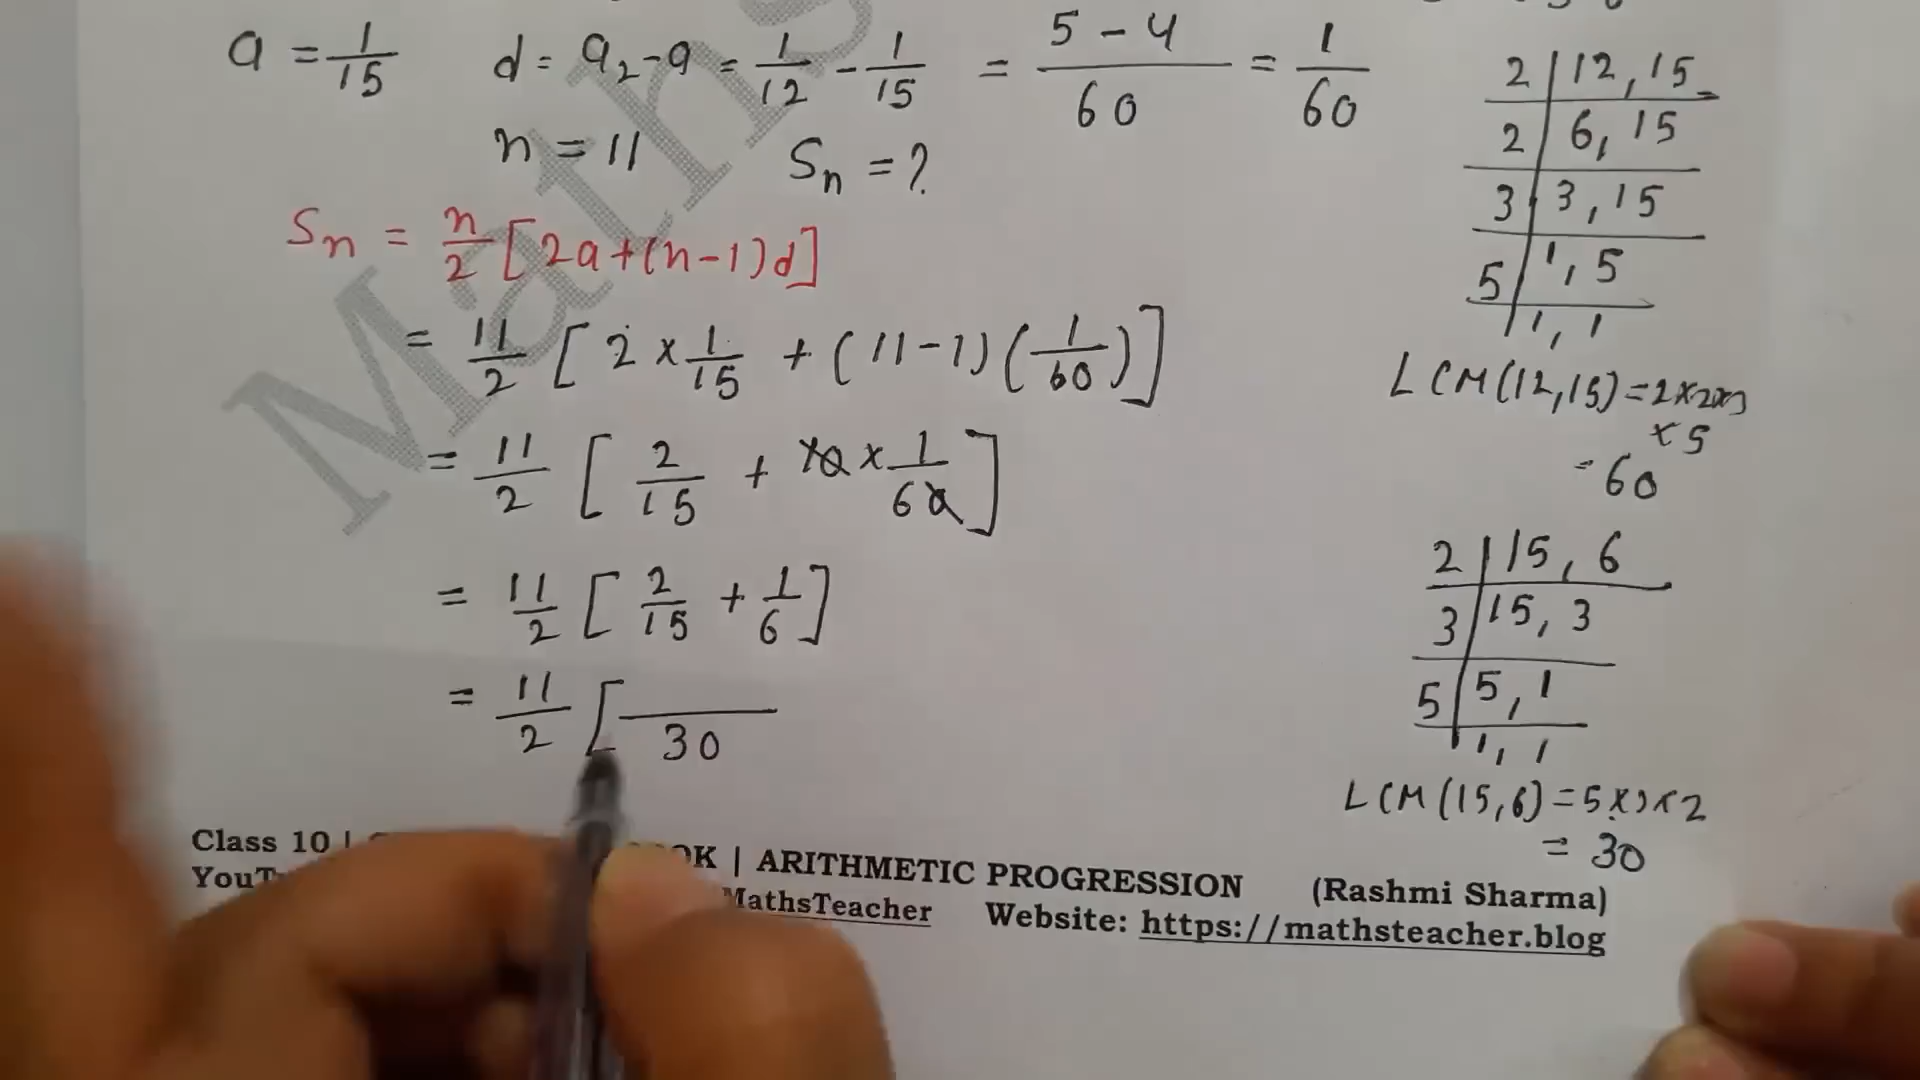 a = 1/15 d = a₂-a = 1/12 - 1/15 = 5-4/60 = 1/60
n = 11 Sn = ?
Sn = n/2 [2a+(n-1)d]
= 11/2 [2 × 1/15 + (11-1)(1/60)]
= 11/2 [2/15 + 10 × 1/60]
= 11/2 [2/15 + 1/6]
= 11/2 [ /30
2 | 12, 15
2 | 6, 15
3 | 3, 15
5 | 1, 5
1, 1
LCM(12,15) = 2×2×3
×5
= 60
2 | 15, 6
3 | 15, 3
5 | 5, 1
1, 1
LCM(15,6) = 5×3×2
= 30
Maths
Class 10 | ARITHMETIC PROGRESSION (Rashmi Sharma)
MathsTeacher Website: https://mathsteacher.blog